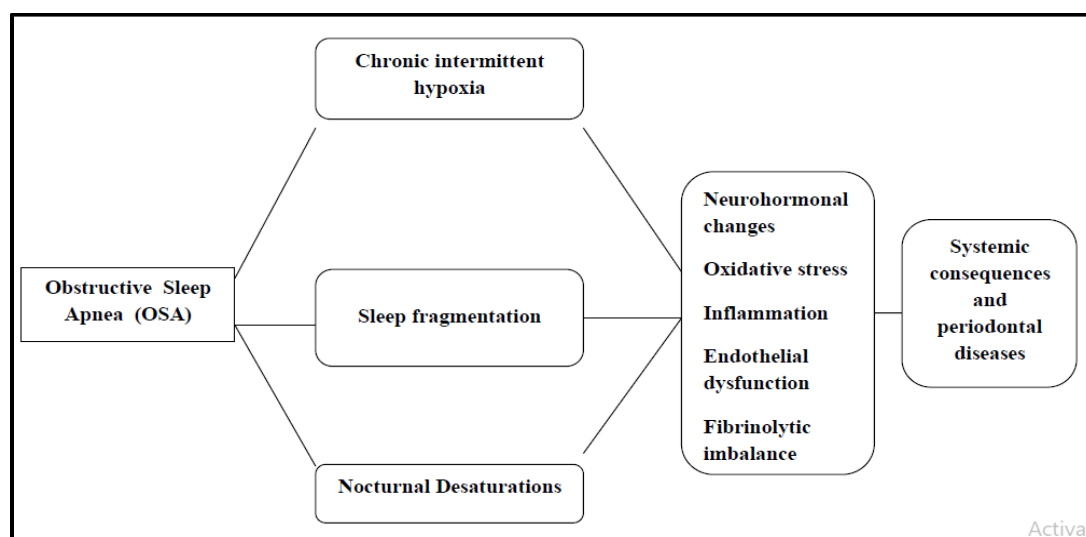 Chronic intermittent
hypoxia
Obstructive Sleep
Apnea (OSA)
Sleep fragmentation
Nocturnal Desaturations
Neurohormonal
changes
Oxidative stress
Inflammation
Endothelial
dysfunction
Fibrinolytic
imbalance
Systemic
consequences
and
periodontal
diseases
Activa